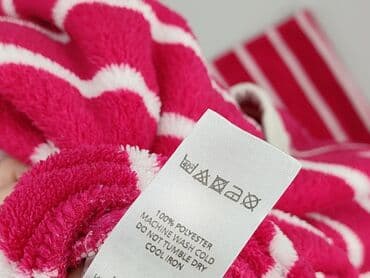 100% POLYESTER
MACHINE WASH COLD
DO NOT TUMBLE DRY
COOL IRON